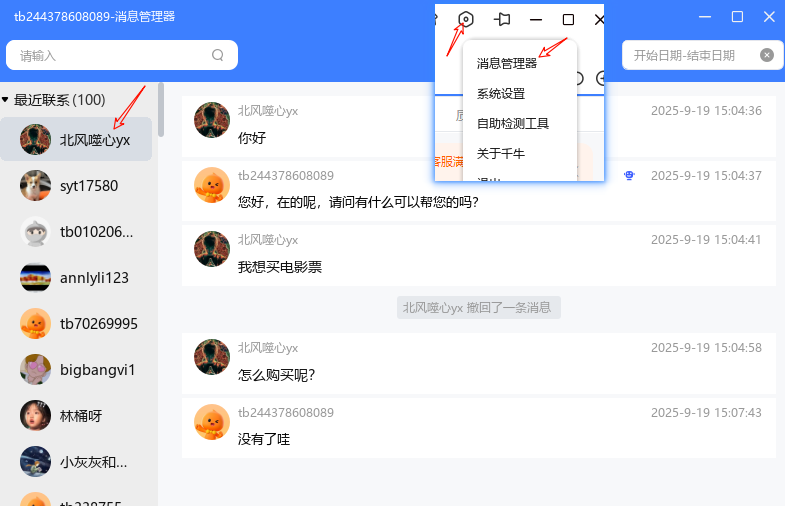 tb244378608089-消息管理器
请输入
开始日期-结束日期
消息管理器
系统设置
自助检测工具
关于千牛
客服满
最近联系(100)
北风噬心yx
syt17580
tb010206...
annlyli123
tb70269995
bigbangvi1
林桶呀
小灰灰和...
北风噬心yx
2025-9-19 15:04:36
你好
tb244378608089
2025-9-19 15:04:37
您好，在的呢，请问有什么可以帮您的吗？
北风噬心yx
2025-9-19 15:04:41
我想买电影票
北风噬心yx 撤回了一条消息
北风噬心yx
2025-9-19 15:04:58
怎么购买呢？
tb244378608089
2025-9-19 15:07:43
没有了哇